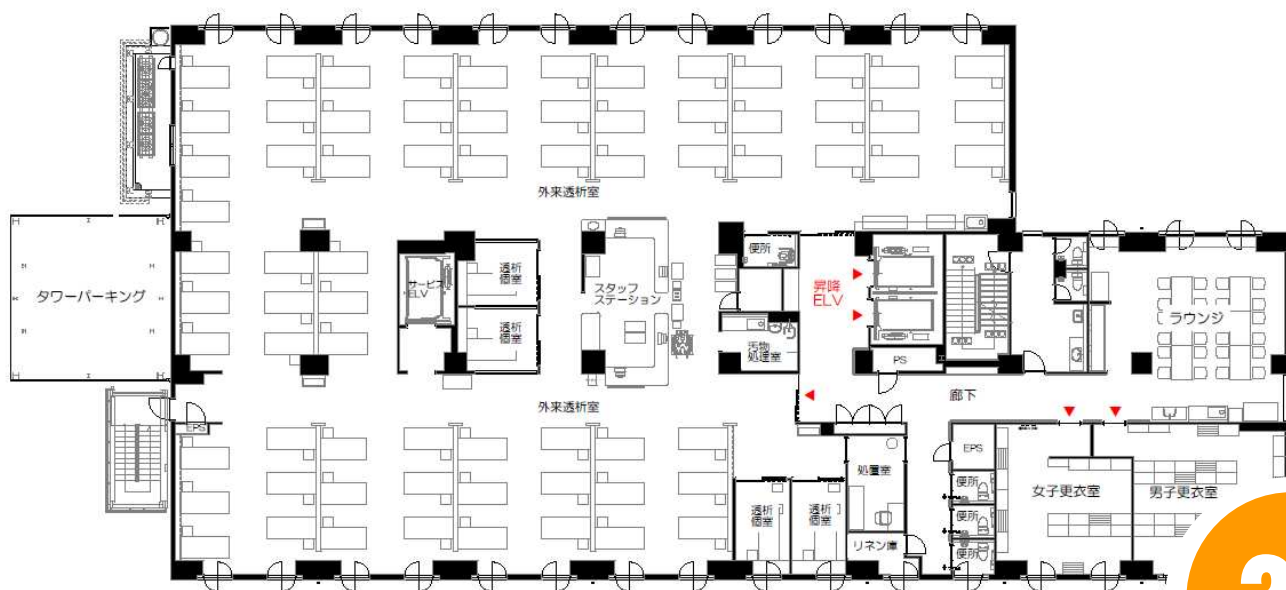 外来透析室
便所
昇降
ELV
サービス
ELV
透析
個室
スタッフ
ステーション
タワーパーキング
ラウンジ
透析
個室
汚物
処理室
PS
廊下
外来透析室
EPS
処置室
EPS
便所
女子更衣室
男子更衣室
透析
個室
透析
個室
便所
リネン庫
便所